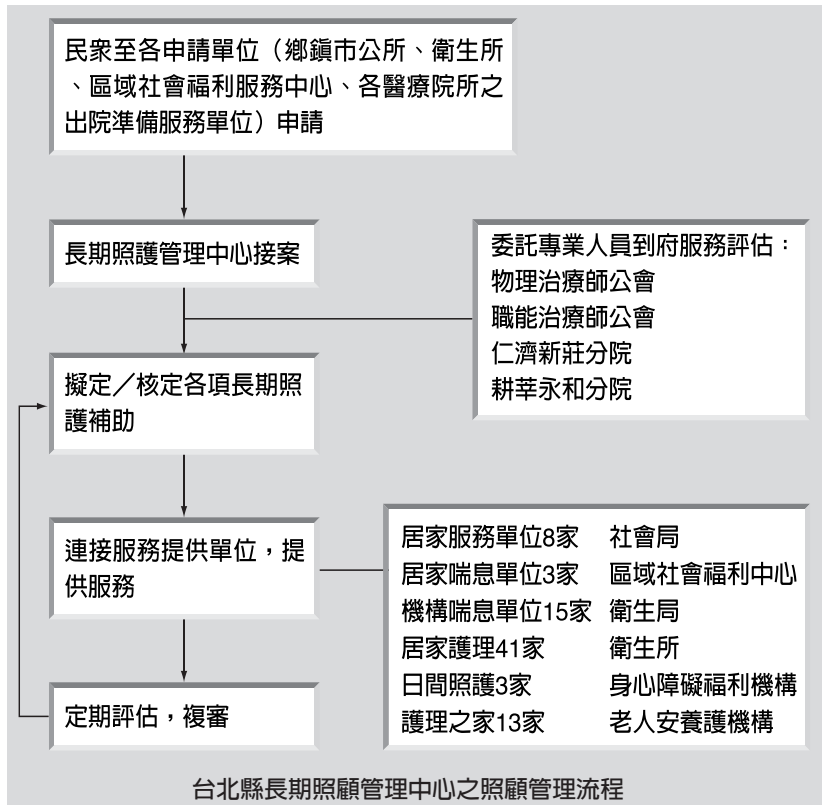 民衆至各申請單位（鄉鎮市公所、衛生所
、區域社會福利服務中心、各醫療院所之
出院準備服務單位）申請
長期照護管理中心接案
委託專業人員到府服務評估：
物理治療師公會
職能治療師公會
仁濟新莊分院
耕莘永和分院
擬定／核定各項長期照
護補助
連接服務提供單位，提
供服務
居家服務單位8家 社會局
居家喘息單位3家 區域社會福利中心
機構喘息單位15家 衛生局
居家護理41家 衛生所
日間照護3家 身心障礙福利機構
護理之家13家 老人安養護機構
定期評估，複審
台北縣長期照顧管理中心之照顧管理流程